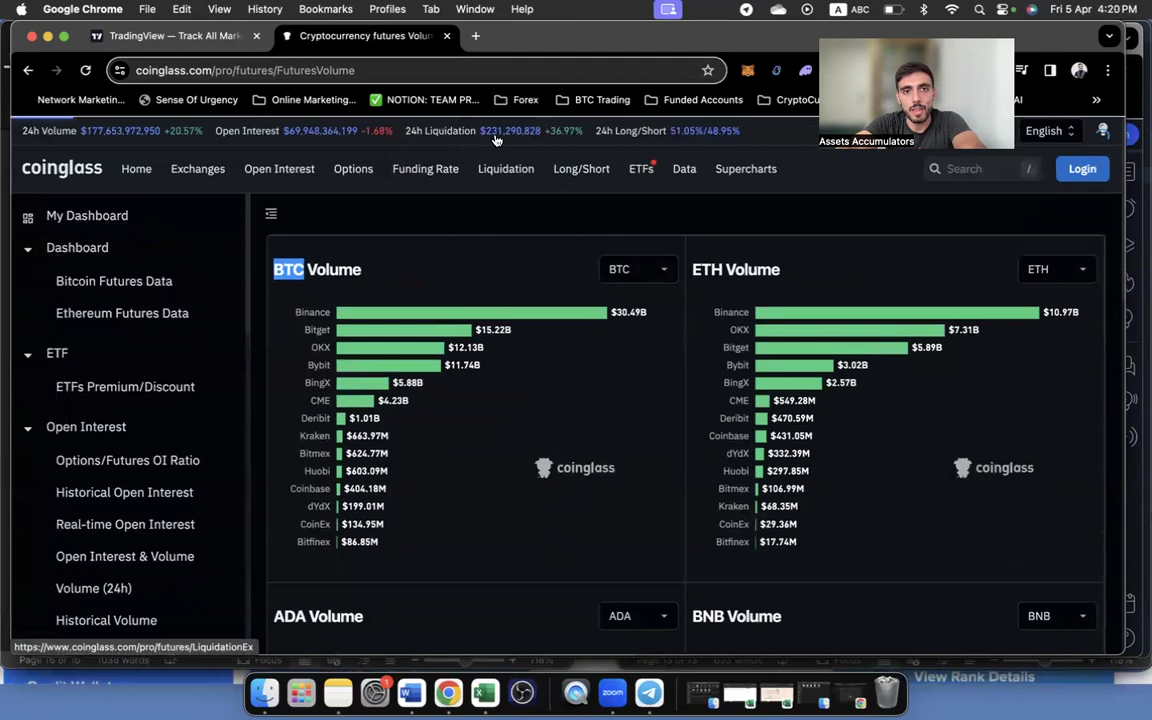 Chrome File Edit View History Bookmarks Profiles Tab Window Help A ABC Fri 5 Apr 4:20 PM
TradingView — Track All Mark Cryptocurrency futures Volum
coinglass.com/pro/futures/FuturesVolume
Network Marketin... Sense Of Urgency Online Marketing... NOTION: TEAM PR... Forex BTC Trading Funded Accounts CryptoCu AI
Assets Accumulators
24h Volume $177,653,972,950 +20.57% Open Interest $69,948,364,199 -1.68% 24h Liquidation $231,290,828 +36.97% 24h Long/Short 51.05%/48.95% English
coinglass Home Exchanges Open Interest Options Funding Rate Liquidation Long/Short ETFs Data Supercharts Search / Login
My Dashboard
Dashboard
Bitcoin Futures Data
Ethereum Futures Data
ETF
ETFs Premium/Discount
Open Interest
Options/Futures OI Ratio
Historical Open Interest
Real-time Open Interest
Open Interest & Volume
Volume (24h)
Historical Volume
BTC Volume BTC
Binance $30.49B
Bitget $15.22B
OKX $12.13B
Bybit $11.74B
BingX $5.88B
CME $4.23B
Deribit $1.01B
Kraken $663.97M
Bitmex $624.77M
Huobi $603.09M
Coinbase $404.18M
dYdX $199.01M
CoinEx $134.95M
Bitfinex $86.85M
coinglass
ETH Volume ETH
Binance $10.97B
OKX $7.31B
Bitget $5.89B
Bybit $3.02B
BingX $2.57B
CME $549.28M
Deribit $470.59M
Coinbase $431.05M
dYdX $332.39M
Huobi $297.85M
Bitmex $106.99M
Kraken $68.35M
CoinEx $29.36M
Bitfinex $17.74M
coinglass
ADA Volume ADA
BNB Volume BNB
https://www.coinglass.com/pro/futures/LiquidationEx
Focus 116% Focus
View Rank Details
1 zoom